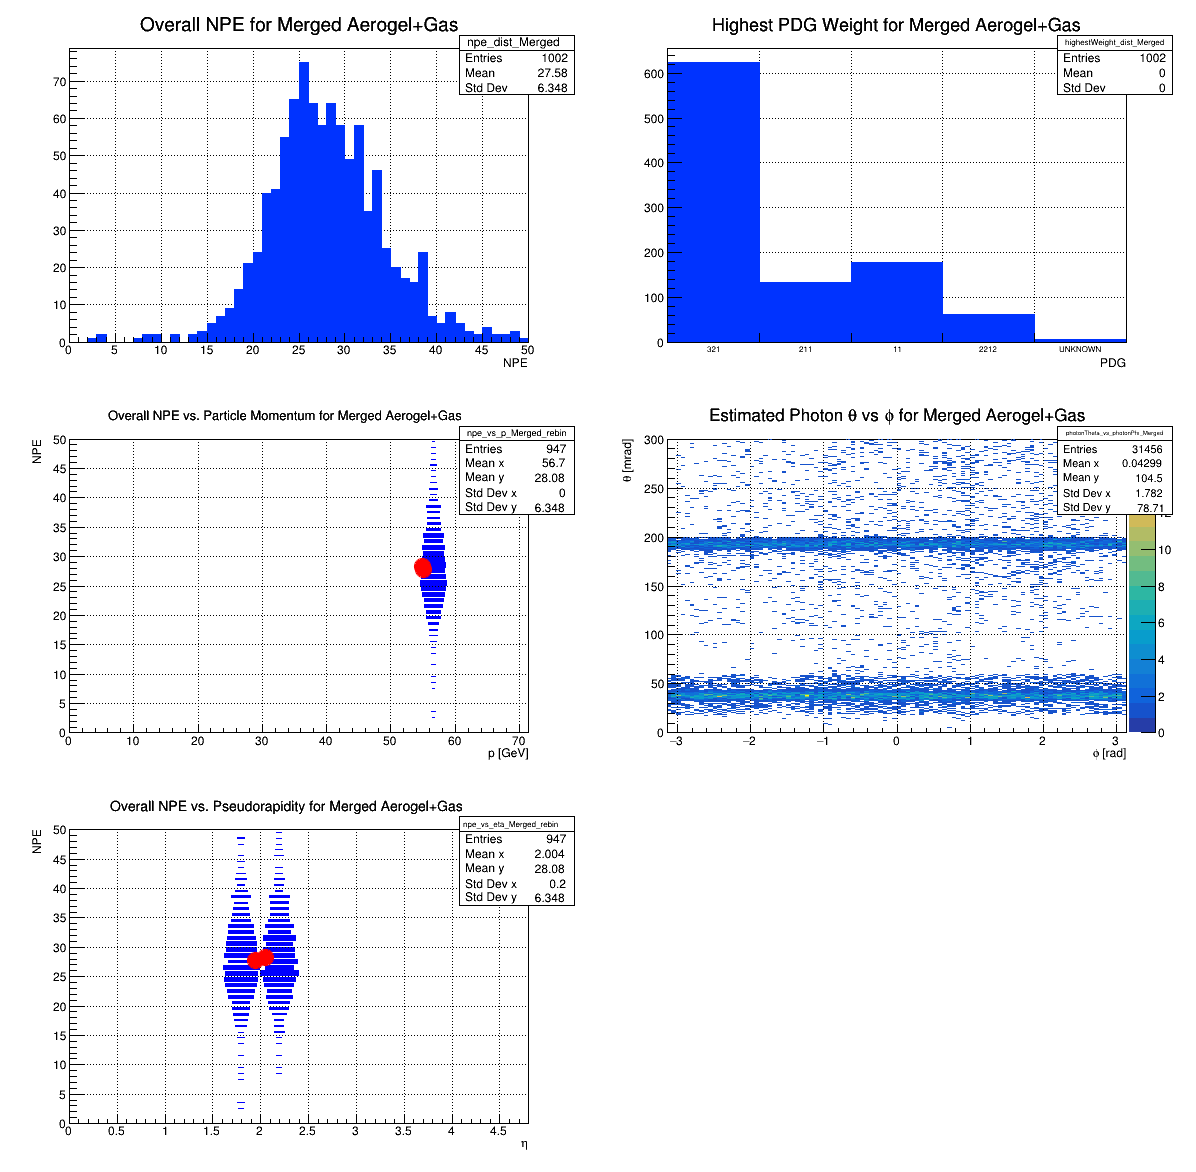 Overall NPE for Merged Aerogel+Gas
npe_dist_Merged
Entries 1002
Mean 27.58
Std Dev 6.348
70
60
50
40
30
20
10
0
0 5 10 15 20 25 30 35 40 45 50
NPE
Highest PDG Weight for Merged Aerogel+Gas
highestWeight_dist_Merged
Entries 1002
Mean 0
Std Dev 0
600
500
400
300
200
100
0
321 211 11 2212 UNKNOWN
PDG
Overall NPE vs. Particle Momentum for Merged Aerogel+Gas
npe_vs_p_Merged_rebin
Entries 947
Mean x 56.7
Mean y 28.08
Std Dev x 0
Std Dev y 6.348
NPE
50
45
40
35
30
25
20
15
10
5
0
0 10 20 30 40 50 60 70
p [GeV]
Estimated Photon θ vs ϕ for Merged Aerogel+Gas
photonTheta_vs_photonPhi_Merged
Entries 31456
Mean x 0.04299
Mean y 104.5
Std Dev x 1.782
Std Dev y 78.71
θ [mrad]
300
250
200
150
100
50
0
−3 −2 −1 0 1 2 3
ϕ [rad]
10
8
6
4
2
0
Overall NPE vs. Pseudorapidity for Merged Aerogel+Gas
npe_vs_eta_Merged_rebin
Entries 947
Mean x 2.004
Mean y 28.08
Std Dev x 0.2
Std Dev y 6.348
NPE
50
45
40
35
30
25
20
15
10
5
0
0 0.5 1 1.5 2 2.5 3 3.5 4 4.5
η